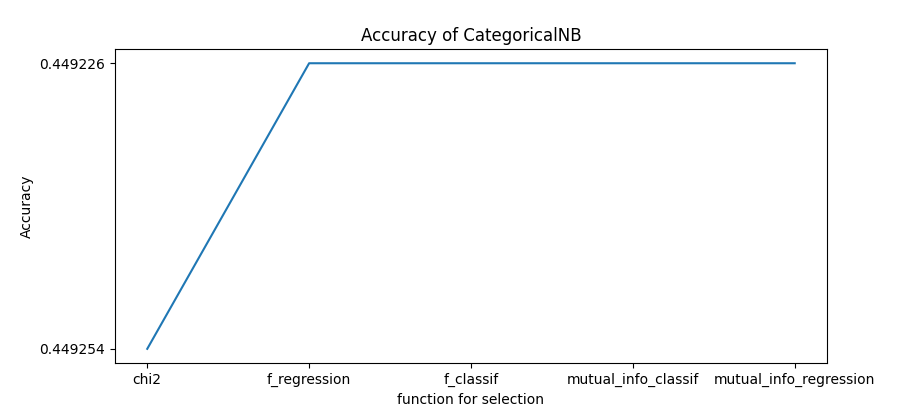 Accuracy of CategoricalNB
0.449226
Accuracy
0.449254
chi2 f_regression f_classif mutual_info_classif mutual_info_regression
function for selection